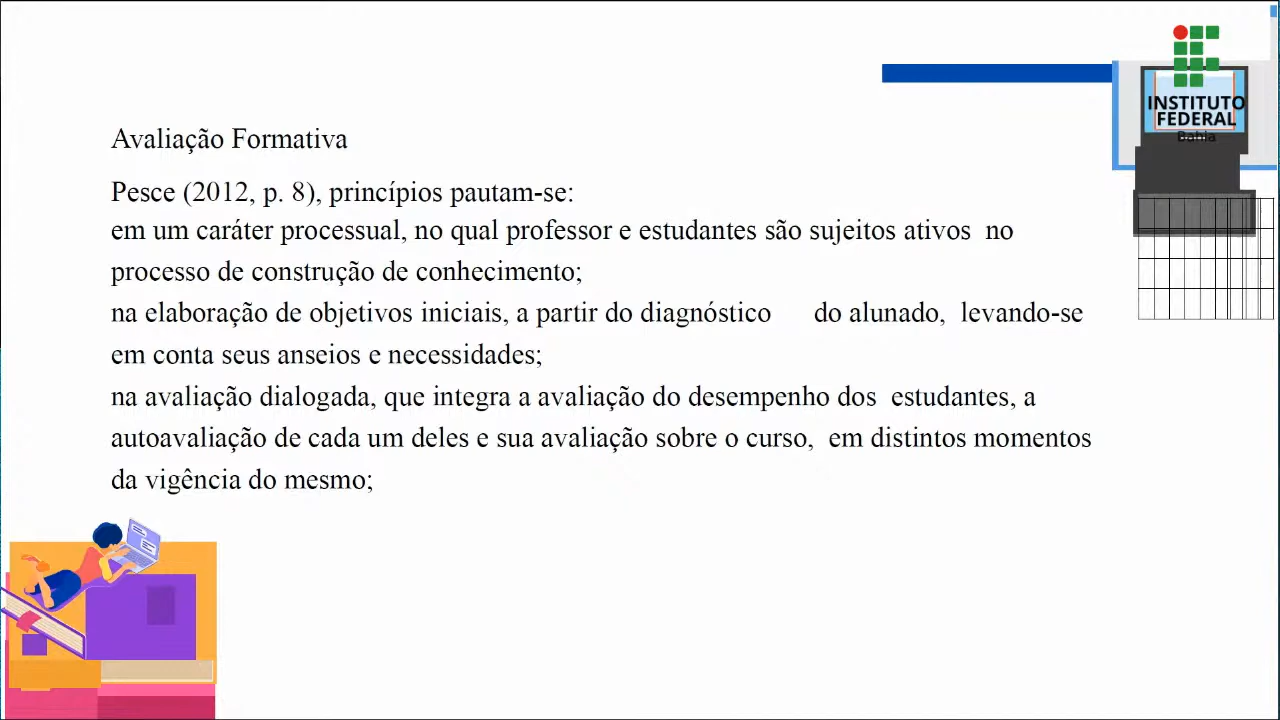 INSTITUTO
FEDERAL
Bahia
Avaliação Formativa
Pesce (2012, p. 8), princípios pautam-se:
em um caráter processual, no qual professor e estudantes são sujeitos ativos no
processo de construção de conhecimento;
na elaboração de objetivos iniciais, a partir do diagnóstico do alunado, levando-se
em conta seus anseios e necessidades;
na avaliação dialogada, que integra a avaliação do desempenho dos estudantes, a
autoavaliação de cada um deles e sua avaliação sobre o curso, em distintos momentos
da vigência do mesmo;